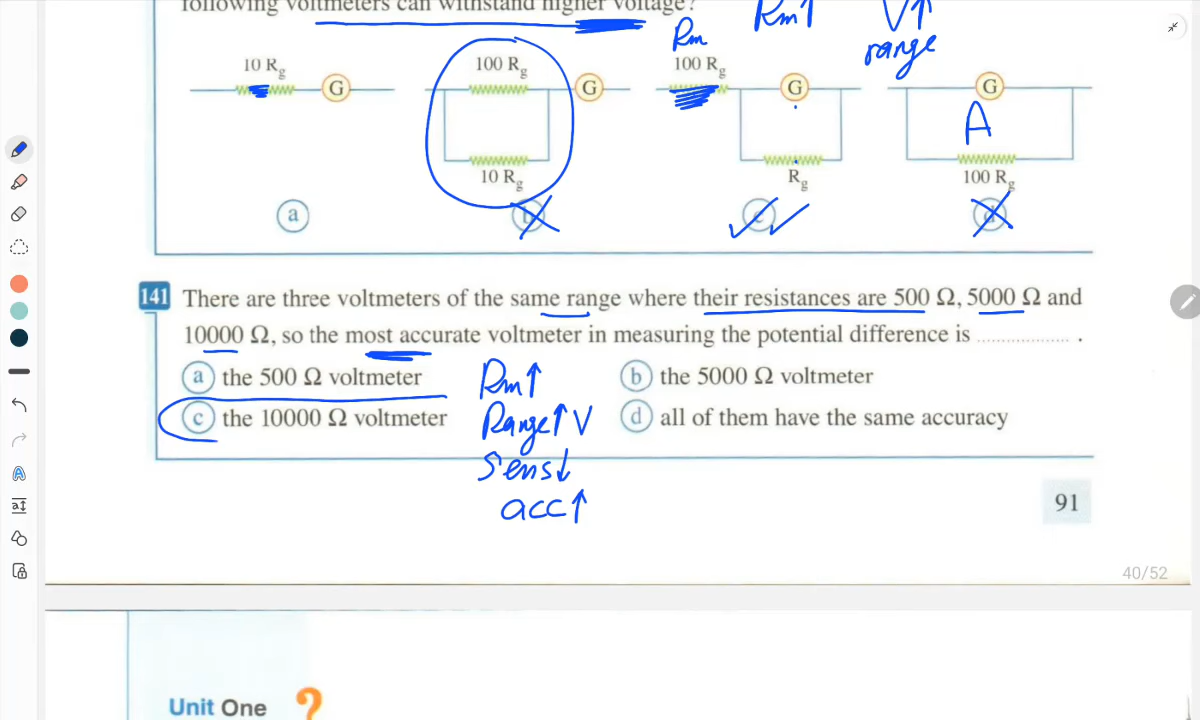 following voltmeters can withstand higher voltage?
Rm↑
V↑
range
Rm
10 Rg
G
100 Rg
G
10 Rg
100 Rg
G
Rg
G
A
100 Rg
a
141 There are three voltmeters of the same range where their resistances are 500 Ω, 5000 Ω and
10000 Ω, so the most accurate voltmeter in measuring the potential difference is .................. .
a the 500 Ω voltmeter
b the 5000 Ω voltmeter
c the 10000 Ω voltmeter
d all of them have the same accuracy
Rm↑
Range↑ V
Sens↓
acc↑
91
40/52
Unit One ?